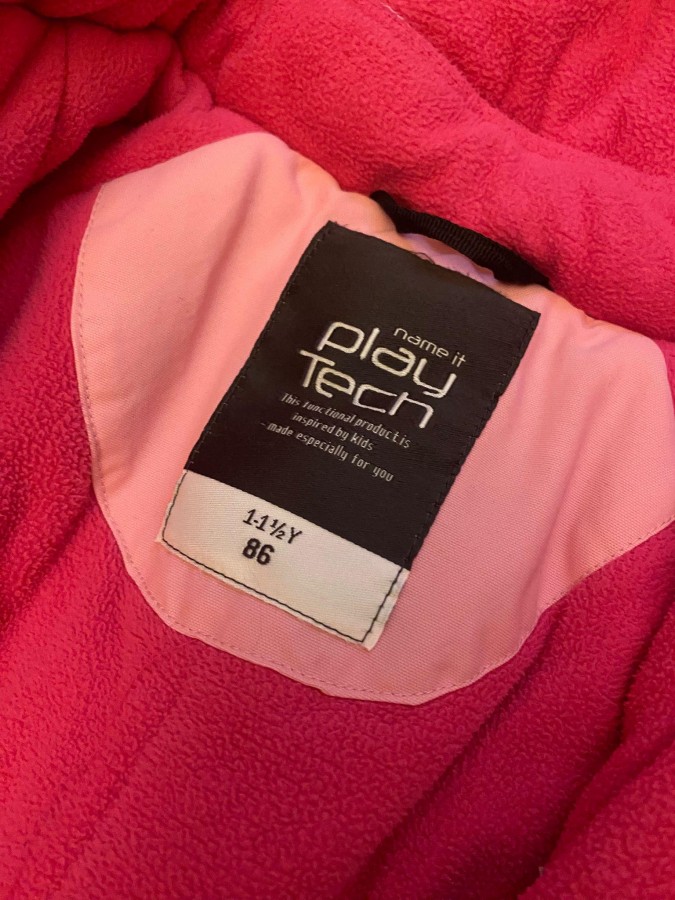 name it
play
Tech
This functional product is
inspired by kids
- made especially for you
1-1½Y
86